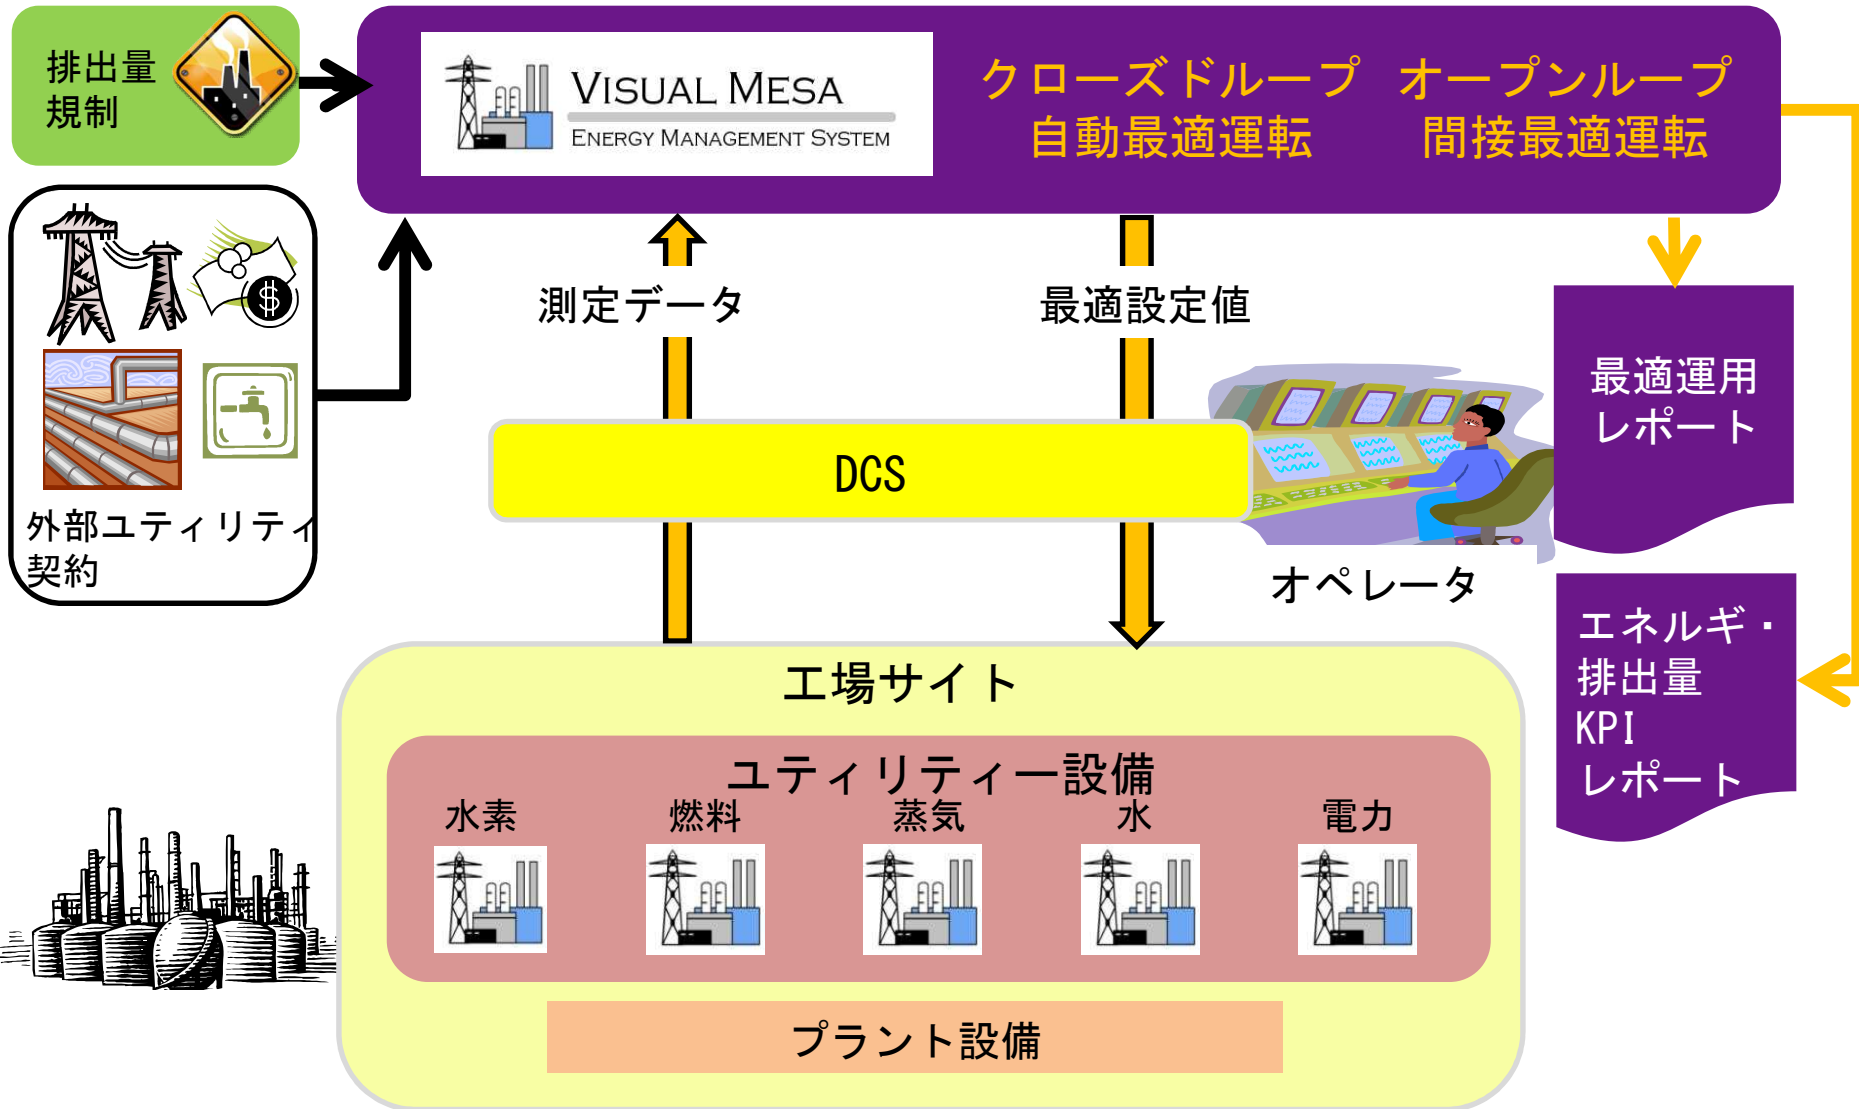 排出量
規制
VISUAL MESA
ENERGY MANAGEMENT SYSTEM
クローズドループ
自動最適運転
オープンループ
間接最適運転
測定データ
最適設定値
外部ユティリティ
契約
DCS
オペレータ
最適運用
レポート
エネルギ・
排出量
KPI
レポート
工場サイト
ユティリティー設備
水素
燃料
蒸気
水
電力
プラント設備